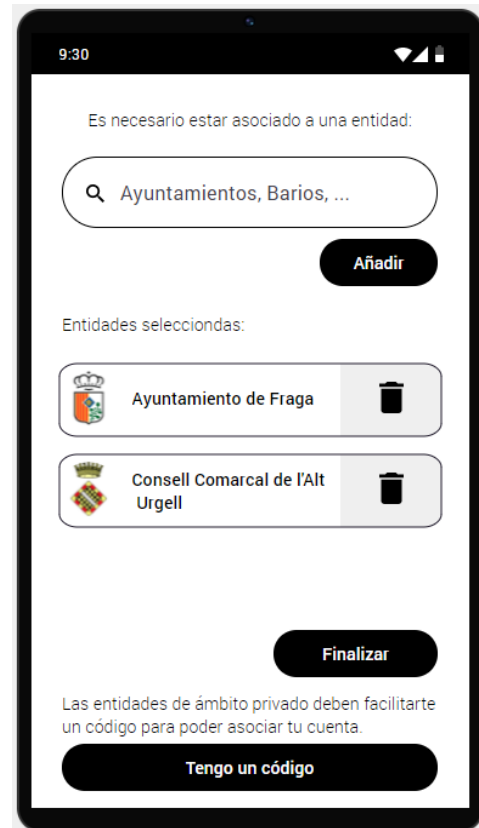 9:30
Es necesario estar asociado a una entidad:
Ayuntamientos, Barios, ...
Añadir
Entidades selecciondas:
Ayuntamiento de Fraga
Consell Comarcal de l'Alt
Urgell
Finalizar
Las entidades de ámbito privado deben facilitarte
un código para poder asociar tu cuenta.
Tengo un código